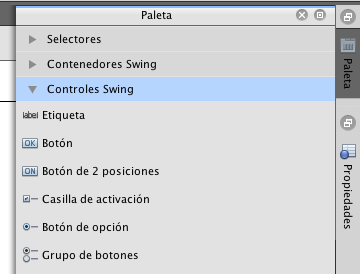 Paleta
Selectores
Contenedores Swing
Controles Swing
label Etiqueta
OK Botón
ON Botón de 2 posiciones
Casilla de activación
Botón de opción
Grupo de botones
Paleta
Propiedades